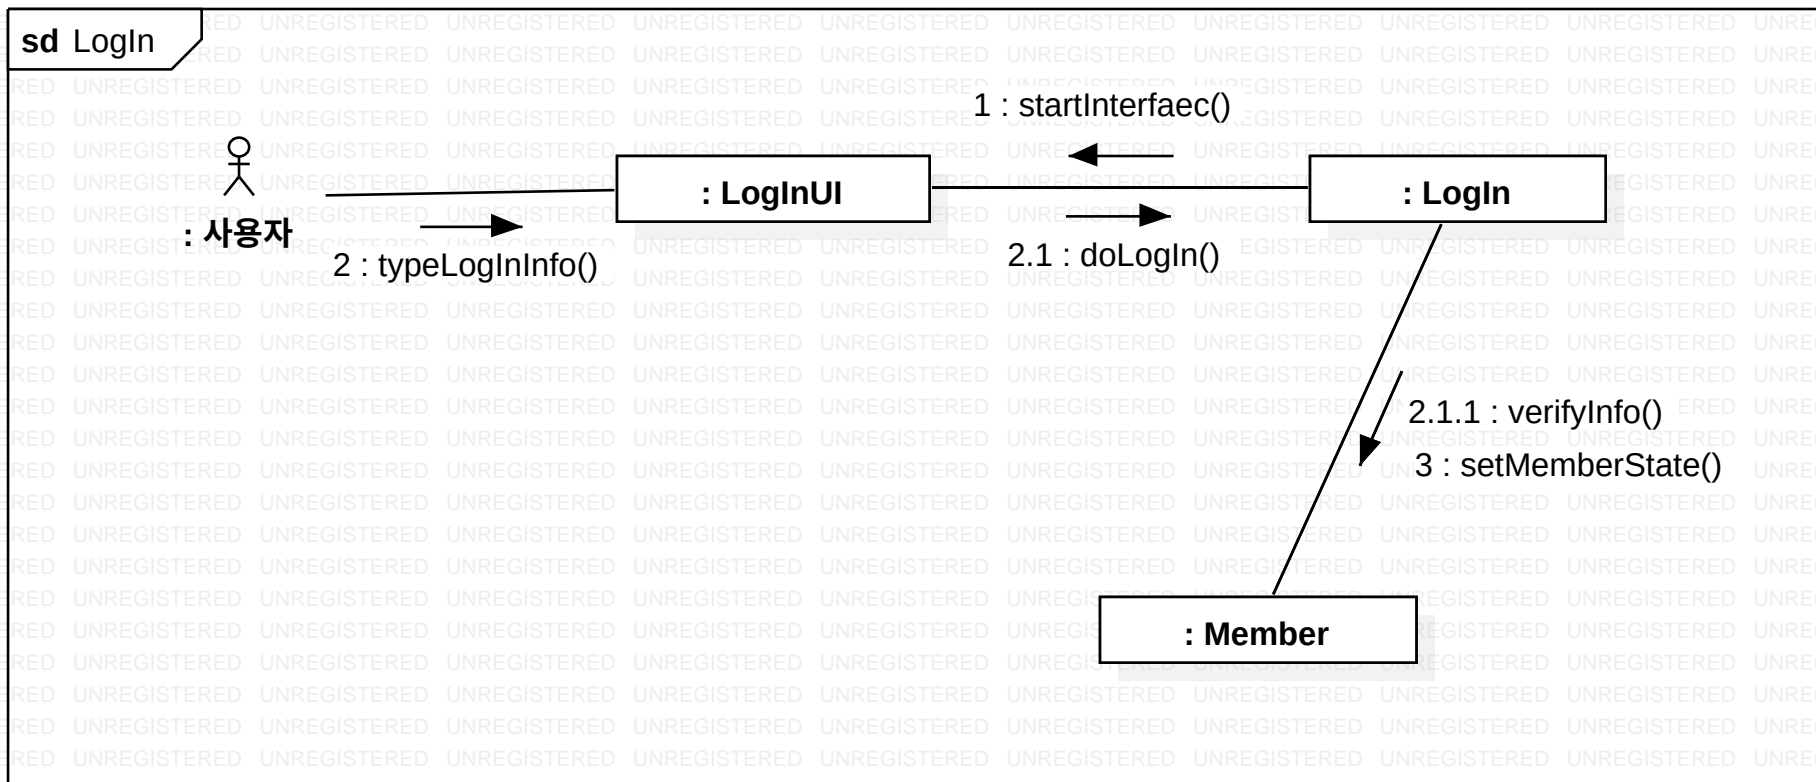 sd LogIn
1 : startInterfaec()
: LogInUI
: LogIn
: 사용자
2 : typeLogInInfo()
2.1 : doLogIn()
2.1.1 : verifyInfo()
3 : setMemberState()
: Member
UNREGISTERED